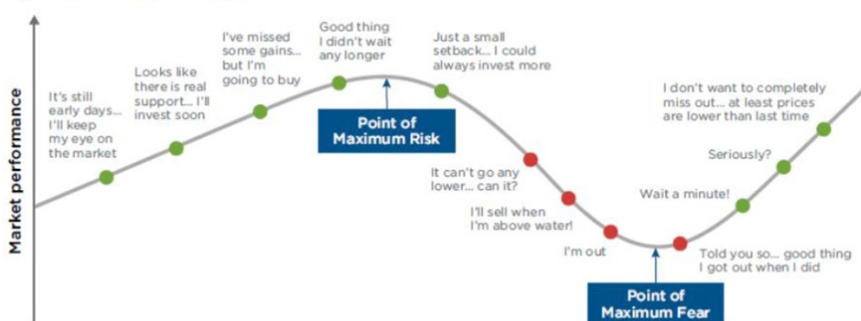 Market performance
It's still
early days...
I'll keep
my eye on
the market
Looks like
there is real
support... I'll
invest soon
I've missed
some gains...
but I'm
going to buy
Good thing
I didn't wait
any longer
Just a small
setback... I could
always invest more
Point of
Maximum Risk
It can't go any
lower... can it?
I'll sell when
I'm above water!
I'm out
Point of
Maximum Fear
Told you so... good thing
I got out when I did
Wait a minute!
Seriously?
I don't want to completely
miss out... at least prices
are lower than last time